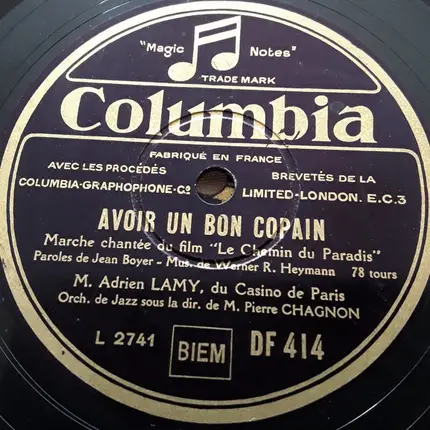 "Magic Notes"
TRADE MARK
Columbia
FABRIQUÉ EN FRANCE
AVEC LES PROCÉDÉS BREVETÉS DE LA
COLUMBIA-GRAPHOPHONE-Cº LIMITED-LONDON. E.C.3
AVOIR UN BON COPAIN
Marche chantée du film "Le Chemin du Paradis"
Paroles de Jean Boyer - Mus. de Werner R. Heymann 78 tours
M. Adrien LAMY, du Casino de Paris
Orch. de Jazz sous la dir. de M. Pierre CHAGNON
L 2741 BIEM DF 414